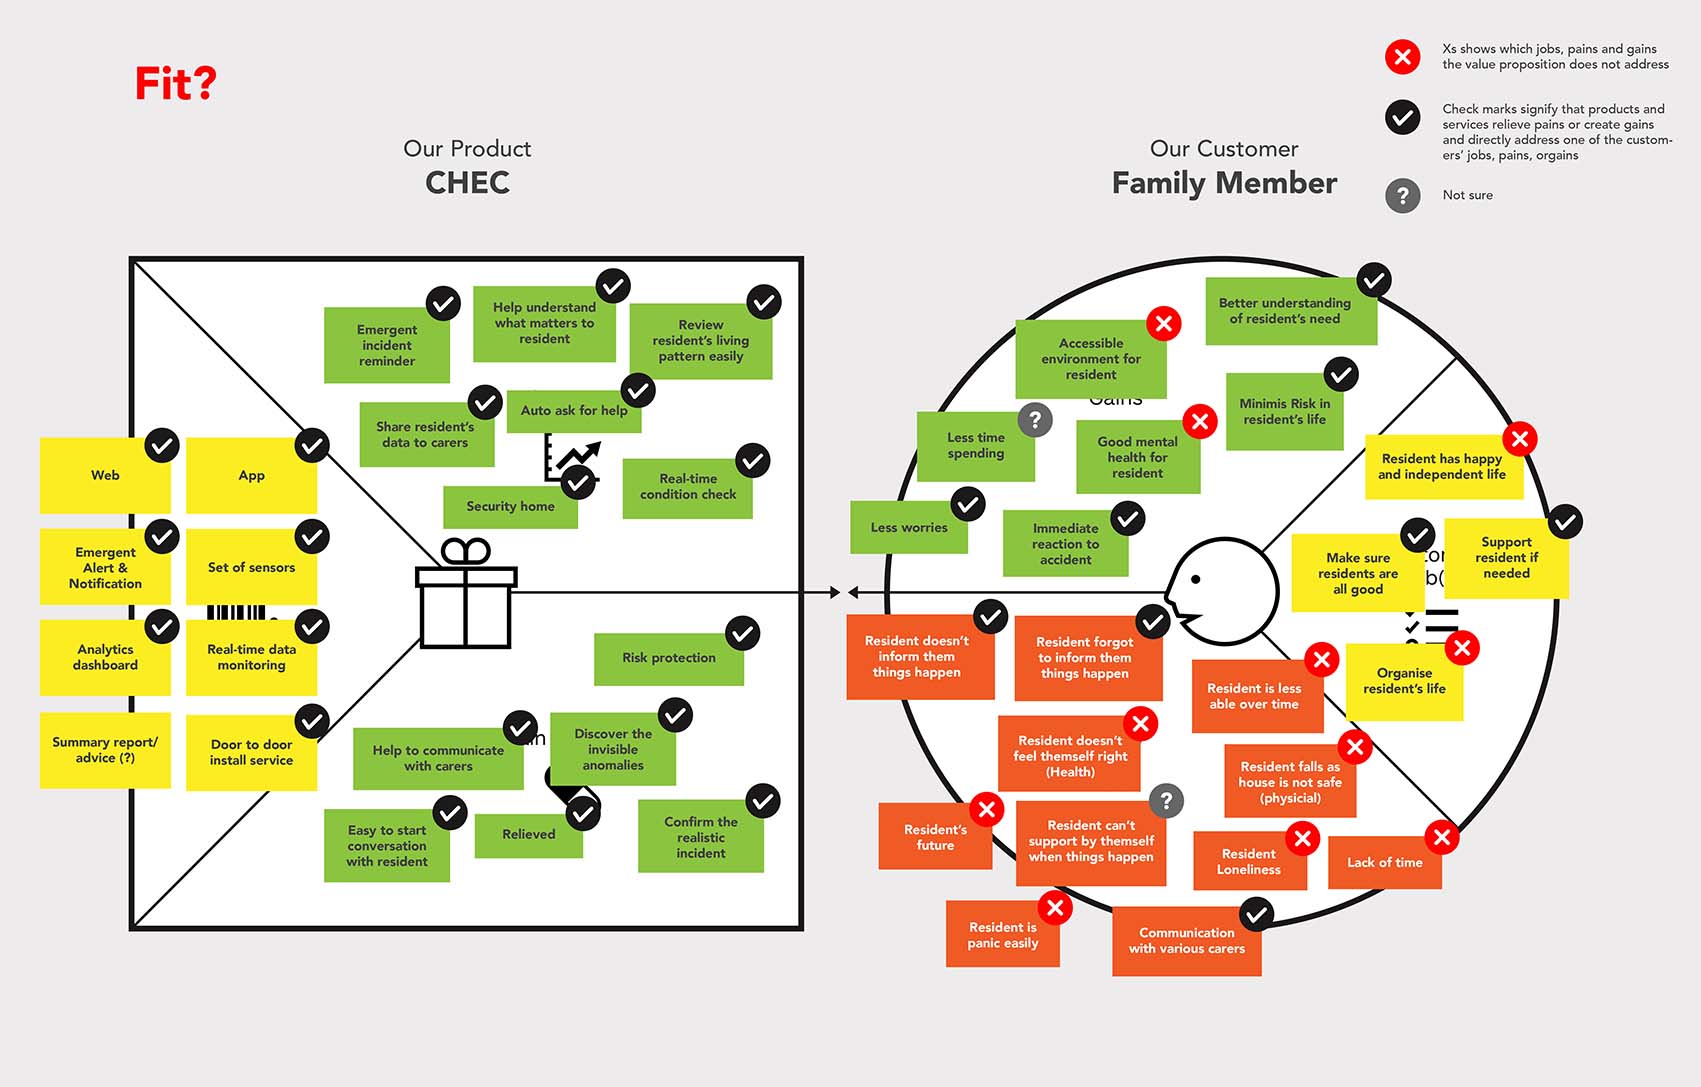 Fit?
Xs shows which jobs, pains and gains
the value proposition does not address
Check marks signify that products and
services relieve pains or create gains
and directly address one of the custom-
ers' jobs, pains, orgains
Not sure
Our Product
CHEC
Our Customer
Family Member
Emergent
incident
reminder
Help understand
what matters to
resident
Review
resident's living
pattern easily
Share resident's
data to carers
Auto ask for help
Security home
Real-time
condition check
Web
App
Emergent
Alert &
Notification
Set of sensors
Analytics
dashboard
Real-time data
monitoring
Summary report/
advice (?)
Door to door
install service
Risk protection
Help to communicate
with carers
Discover the
invisible
anomalies
Easy to start
conversation
with resident
Relieved
Confirm the
realistic
incident
Better understanding
of resident's need
Accessible
environment for
resident
Gains
Minimis Risk in
resident's life
Less time
spending
Good mental
health for
resident
Less worries
Immediate
reaction to
accident
Resident has happy
and independent life
Make sure
residents are
all good
Support
resident if
needed
Organise
resident's life
Resident doesn't
inform them
things happen
Resident forgot
to inform them
things happen
Resident is less
able over time
Resident doesn't
feel themself right
(Health)
Resident falls as
house is not safe
(physicial)
Resident's
future
Resident can't
support by themself
when things happen
Resident
Loneliness
Lack of time
Resident is
panic easily
Communication
with various carers